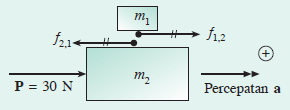 m₁
f₂,₁
f₁,₂
+
m₂
P = 30 N
Percepatan a